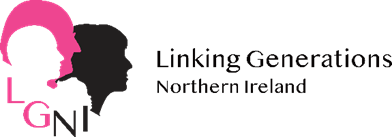 LGNI
Linking Generations
Northern Ireland